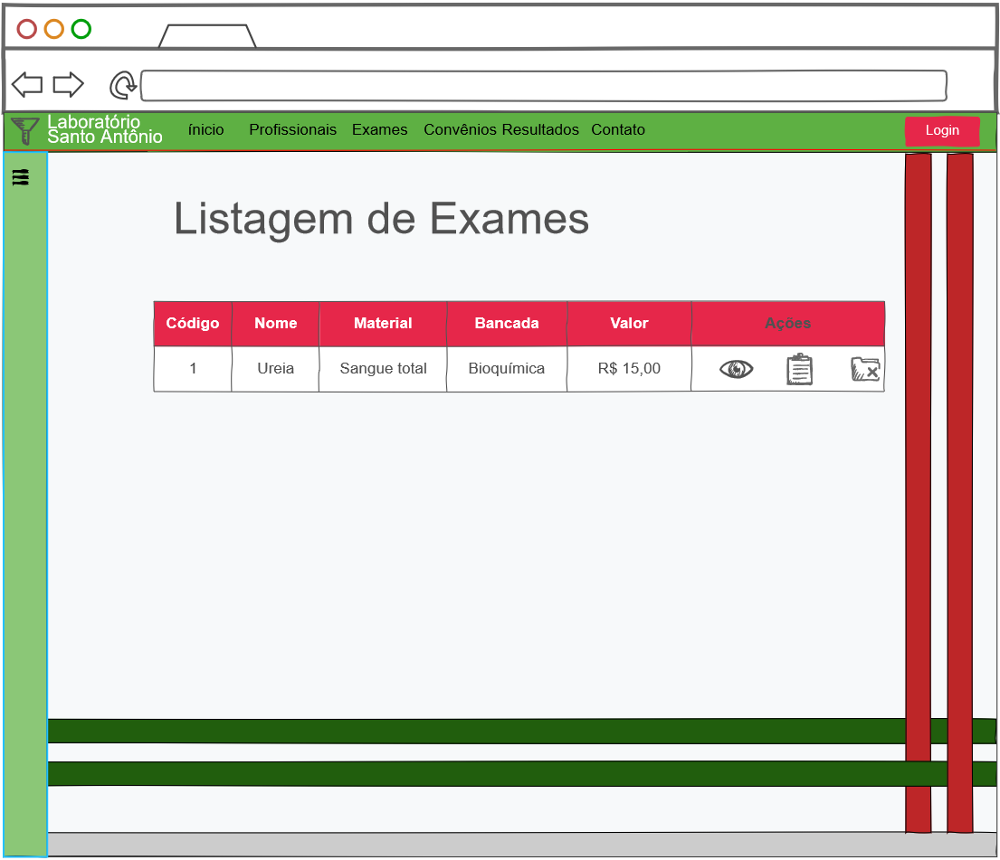 Laboratório
Santo Antônio
ínicio Profissionais Exames Convênios Resultados Contato Login
Listagem de Exames
Código Nome Material Bancada Valor Ações
1 Ureia Sangue total Bioquímica R$ 15,00